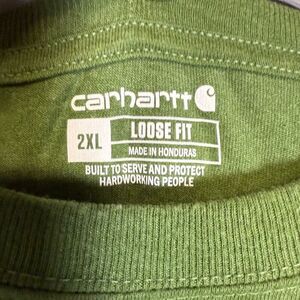 carhartt
2XL LOOSE FIT
MADE IN HONDURAS
BUILT TO SERVE AND PROTECT
HARDWORKING PEOPLE